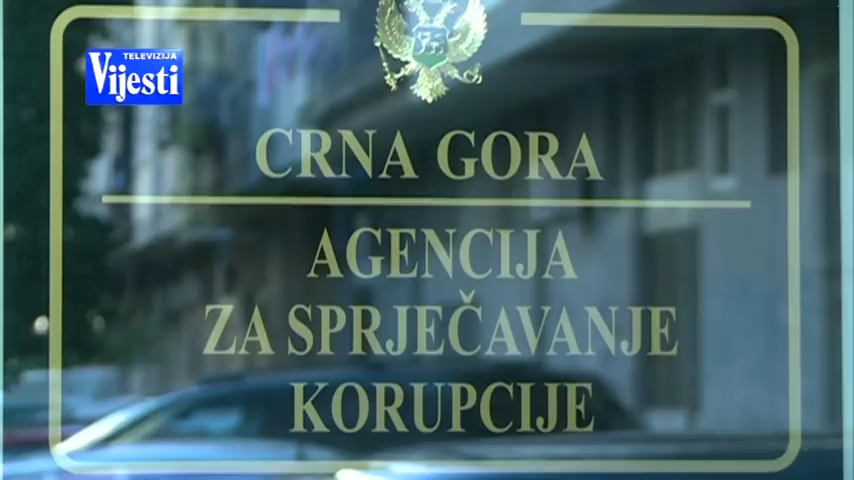 TELEVIZIJA
Vijesti
CRNA GORA
AGENCIJA
ZA SPRJEČAVANJE
KORUPCIJE